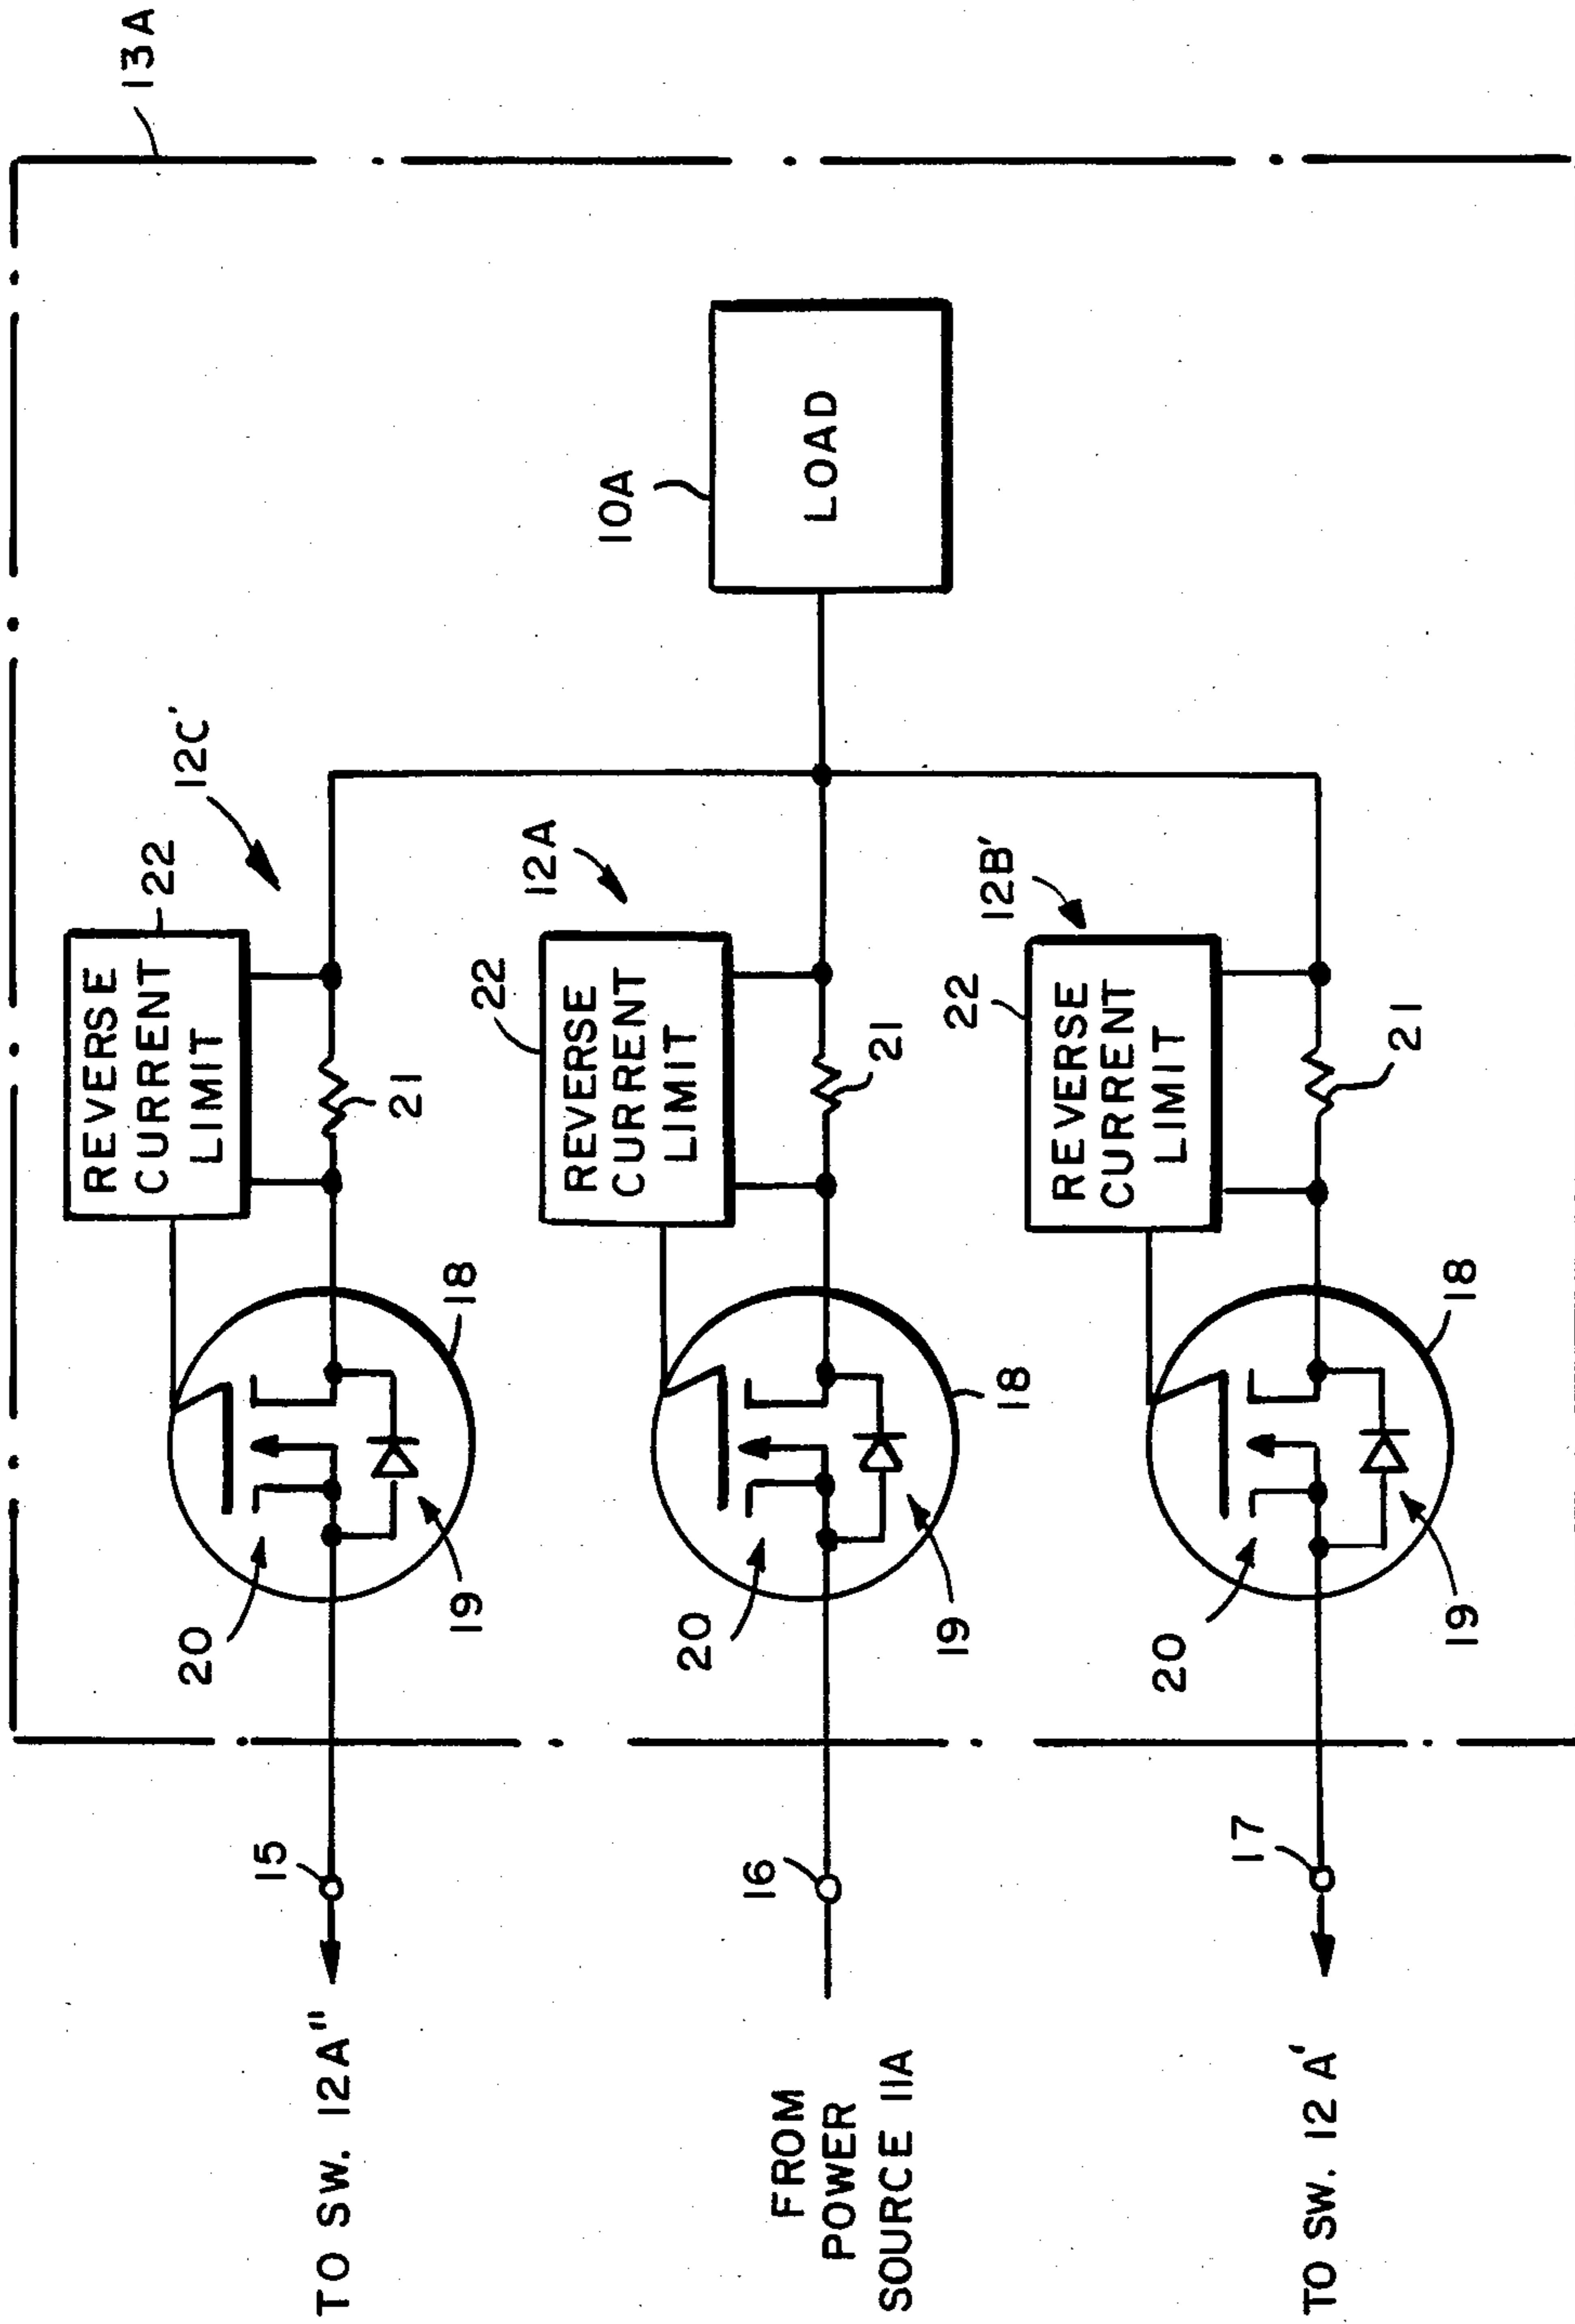 13A
12C'
22
REVERSE
CURRENT
LIMIT
21
18
20
19
15
TO SW. 12A"
10A
LOAD
12A
22
REVERSE
CURRENT
LIMIT
21
18
20
19
16
FROM
POWER
SOURCE 11A
12B'
22
REVERSE
CURRENT
LIMIT
21
18
20
19
17
TO SW. 12A'